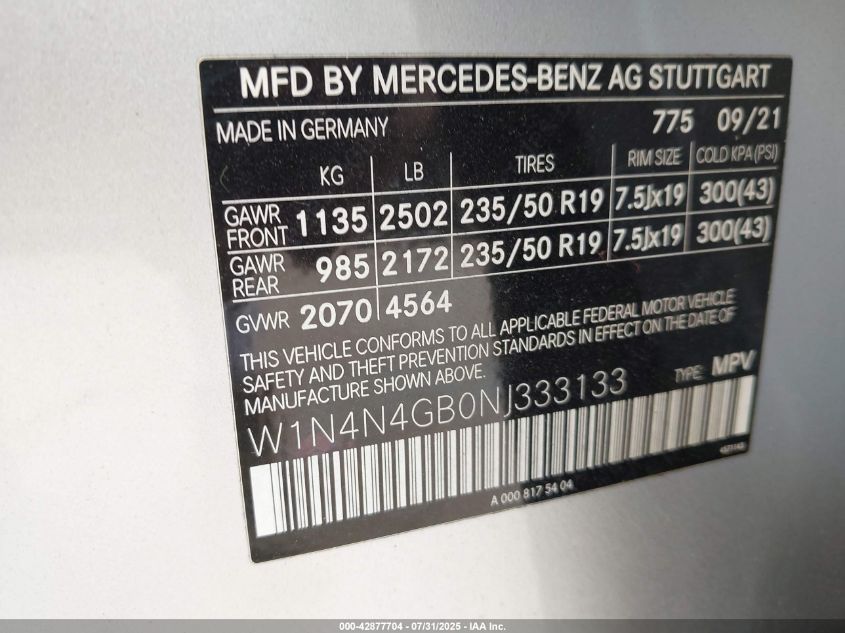 MFD BY MERCEDES-BENZ AG STUTTGART
MADE IN GERMANY 775 09/21
KG LB TIRES RIM SIZE COLD KPA(PSI)
GAWR FRONT 1135 2502 235/50 R19 7.5Jx19 300(43)
GAWR REAR 985 2172 235/50 R19 7.5Jx19 300(43)
GVWR 2070 4564
THIS VEHICLE CONFORMS TO ALL APPLICABLE FEDERAL MOTOR VEHICLE
SAFETY AND THEFT PREVENTION STANDARDS IN EFFECT ON THE DATE OF
MANUFACTURE SHOWN ABOVE.
W1N4N4GB0NJ333133 TYPE: MPV
A 000 817 54 04
000-42877704 - 07/31/2025 - IAA Inc.